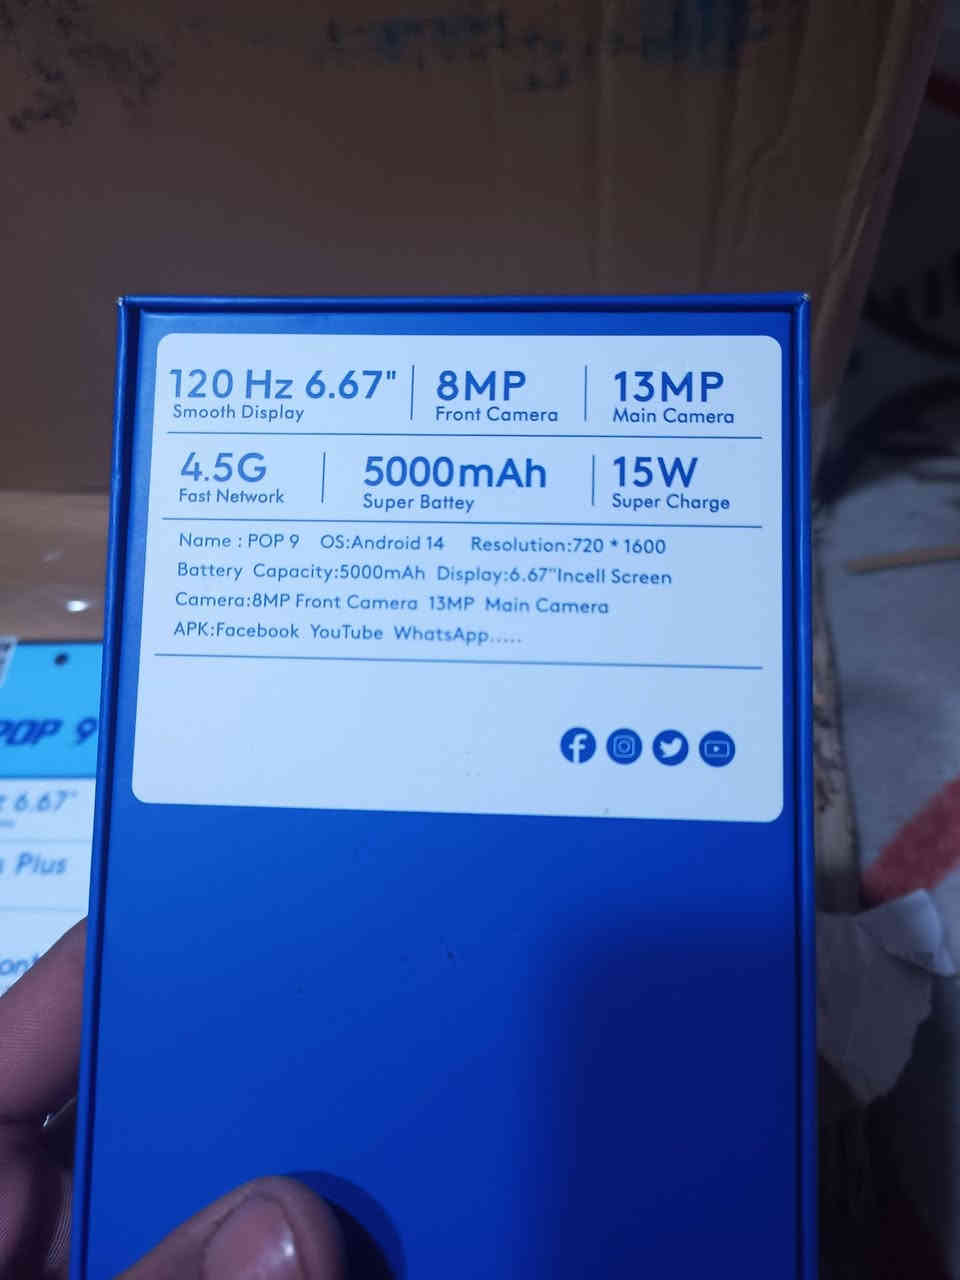 120 Hz 6.67" 8MP 13MP
Smooth Display Front Camera Main Camera
4.5G 5000mAh 15W
Fast Network Super Battey Super Charge
Name : POP 9 OS:Android 14 Resolution:720 * 1600
Battery Capacity:5000mAh Display:6.67"Incell Screen
Camera:8MP Front Camera 13MP Main Camera
APK:Facebook YouTube WhatsApp.....
POP 9
6.67"
Plus